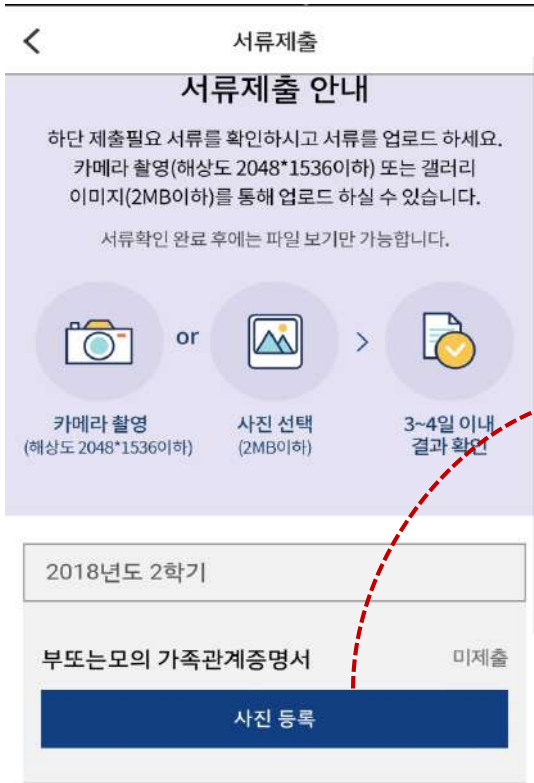 서류제출
서류제출 안내
하단 제출필요 서류를 확인하시고 서류를 업로드 하세요.
카메라 촬영(해상도 2048*1536이하) 또는 갤러리
이미지(2MB이하)를 통해 업로드 하실 수 있습니다.
서류확인 완료 후에는 파일 보기만 가능합니다.
or >
카메라 촬영 사진 선택 3~4일 이내
(해상도 2048*1536이하) (2MB이하) 결과 확인
2018년도 2학기
부또는모의 가족관계증명서 미제출
사진 등록